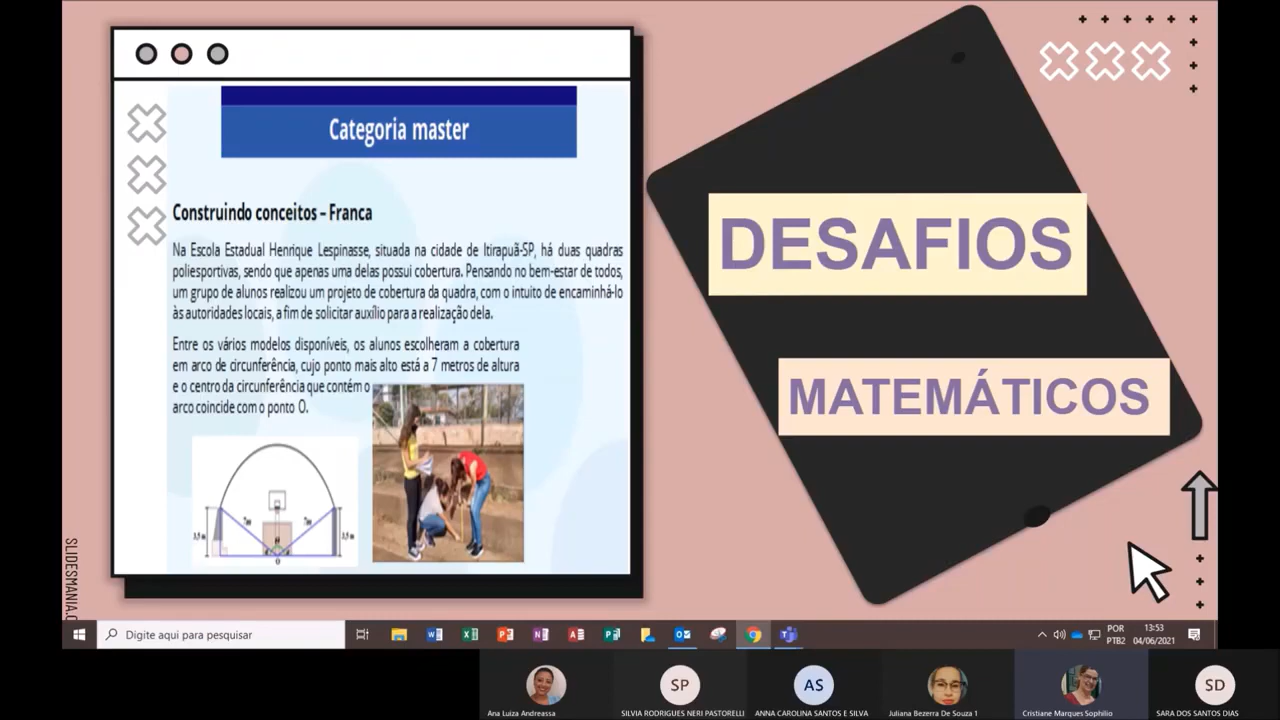 Categoria master
Construindo conceitos – Franca
Na Escola Estadual Henrique Lespinasse, situada na cidade de Itirapuã-SP, há duas quadras
poliesportivas, sendo que apenas uma delas possui cobertura. Pensando no bem-estar de todos,
um grupo de alunos realizou um projeto de cobertura da quadra, com o intuito de encaminhá-lo
às autoridades locais, a fim de solicitar auxílio para a realização dela.
Entre os vários modelos disponíveis, os alunos escolheram a cobertura
em arco de circunferência, cujo ponto mais alto está a 7 metros de altura
e o centro da circunferência que contém o
arco coincide com o ponto O.
3,5 m
7m
7m
3,5 m
O
DESAFIOS
MATEMÁTICOS
Digite aqui para pesquisar
POR
PTB2
13:53
04/06/2021
SP
AS
SD
Ana Luiza Andreassa
SILVIA RODRIGUES NERI PASTORELLI
ANNA CAROLINA SANTOS E SILVA
Juliana Bezerra De Souza 1
Cristiane Marques Sophilio
SARA DOS SANTOS DIAS